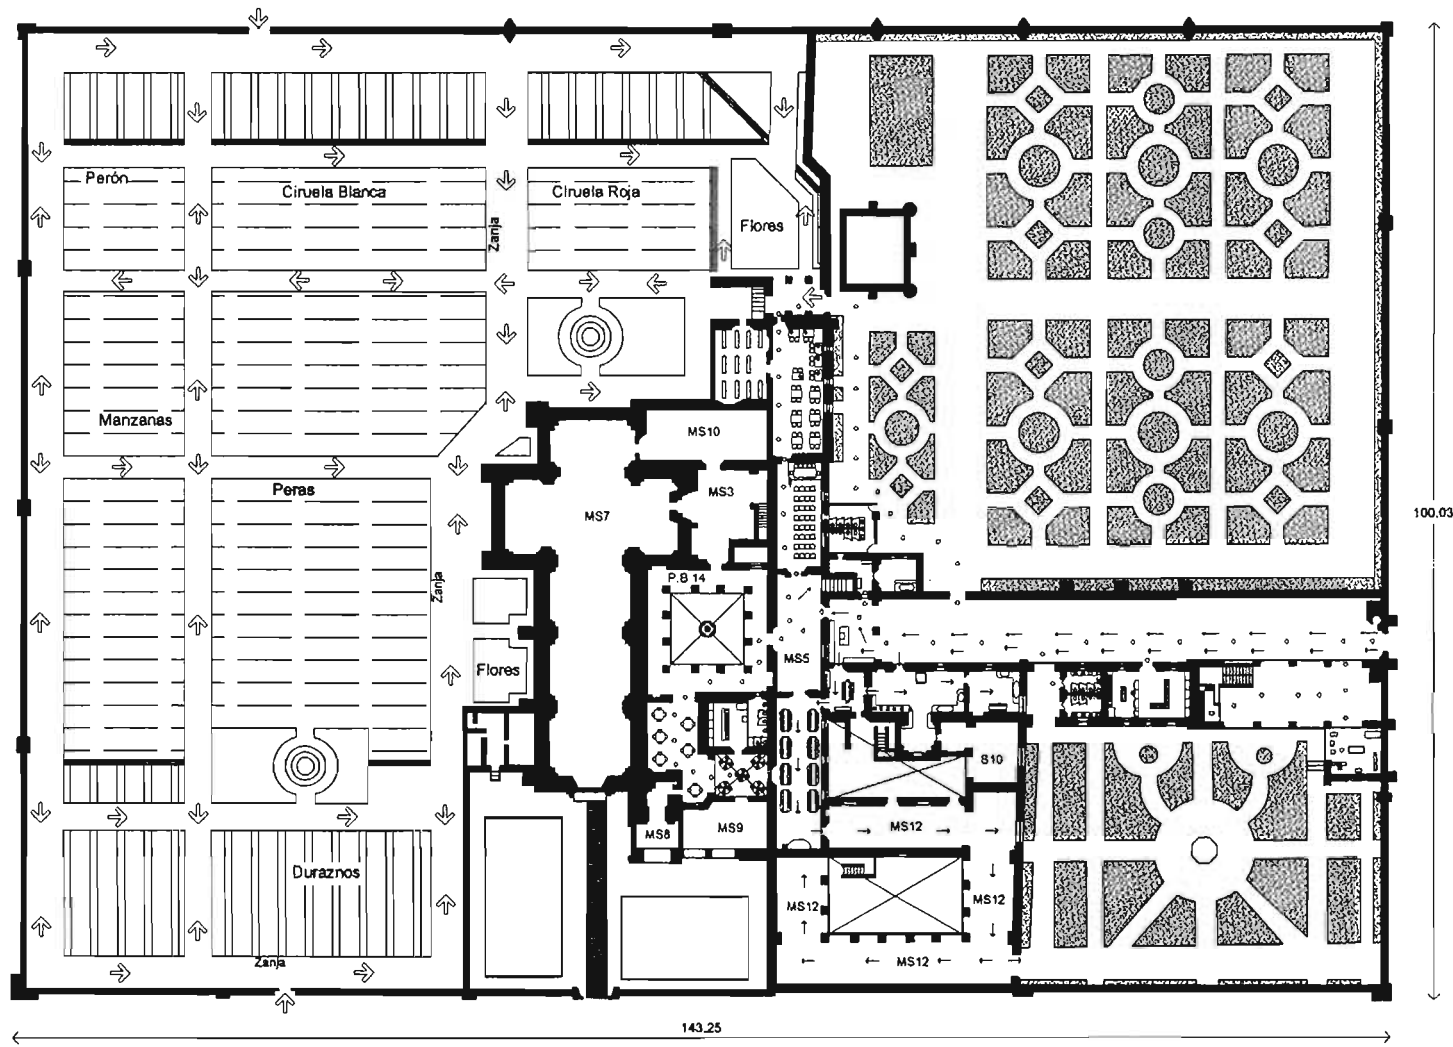 Perón
Ciruela Blanca
Ciruela Roja
Flores
Zanja
Manzanas
MS10
Peras
MS3
MS7
100.03
P.B 14
Zanja
MS5
Flores
S10
MS8
MS9
MS12
Duraznos
MS12
MS12
Zanja
MS12
143.25